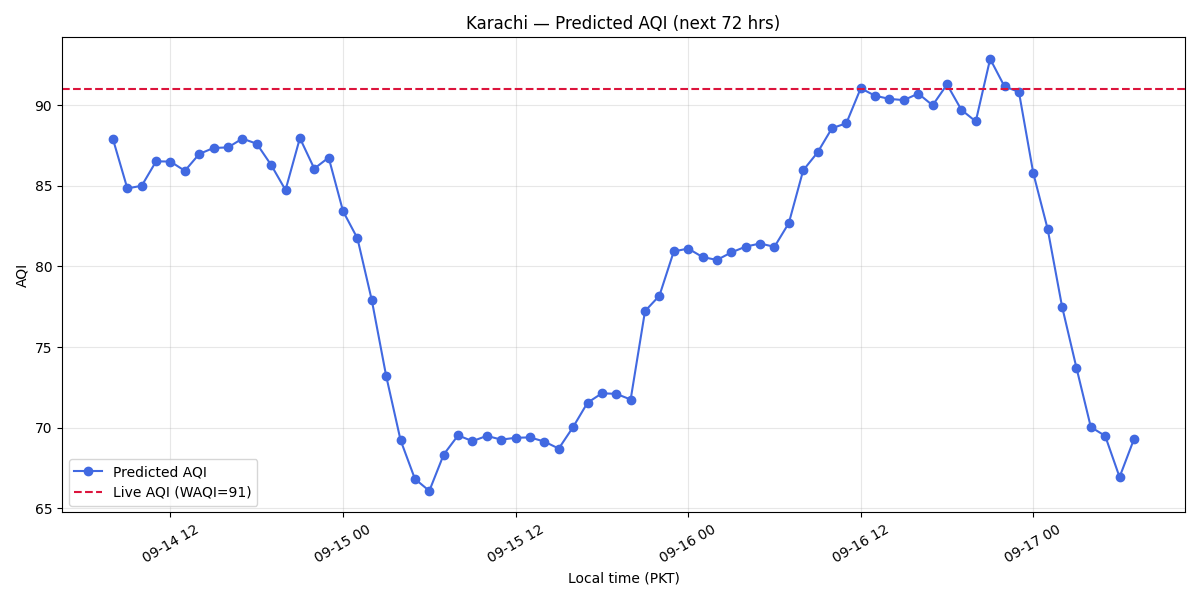 Karachi — Predicted AQI (next 72 hrs)
AQI
90
85
80
75
70
65
Predicted AQI
Live AQI (WAQI=91)
09-14 12
09-15 00
09-15 12
09-16 00
09-16 12
09-17 00
Local time (PKT)